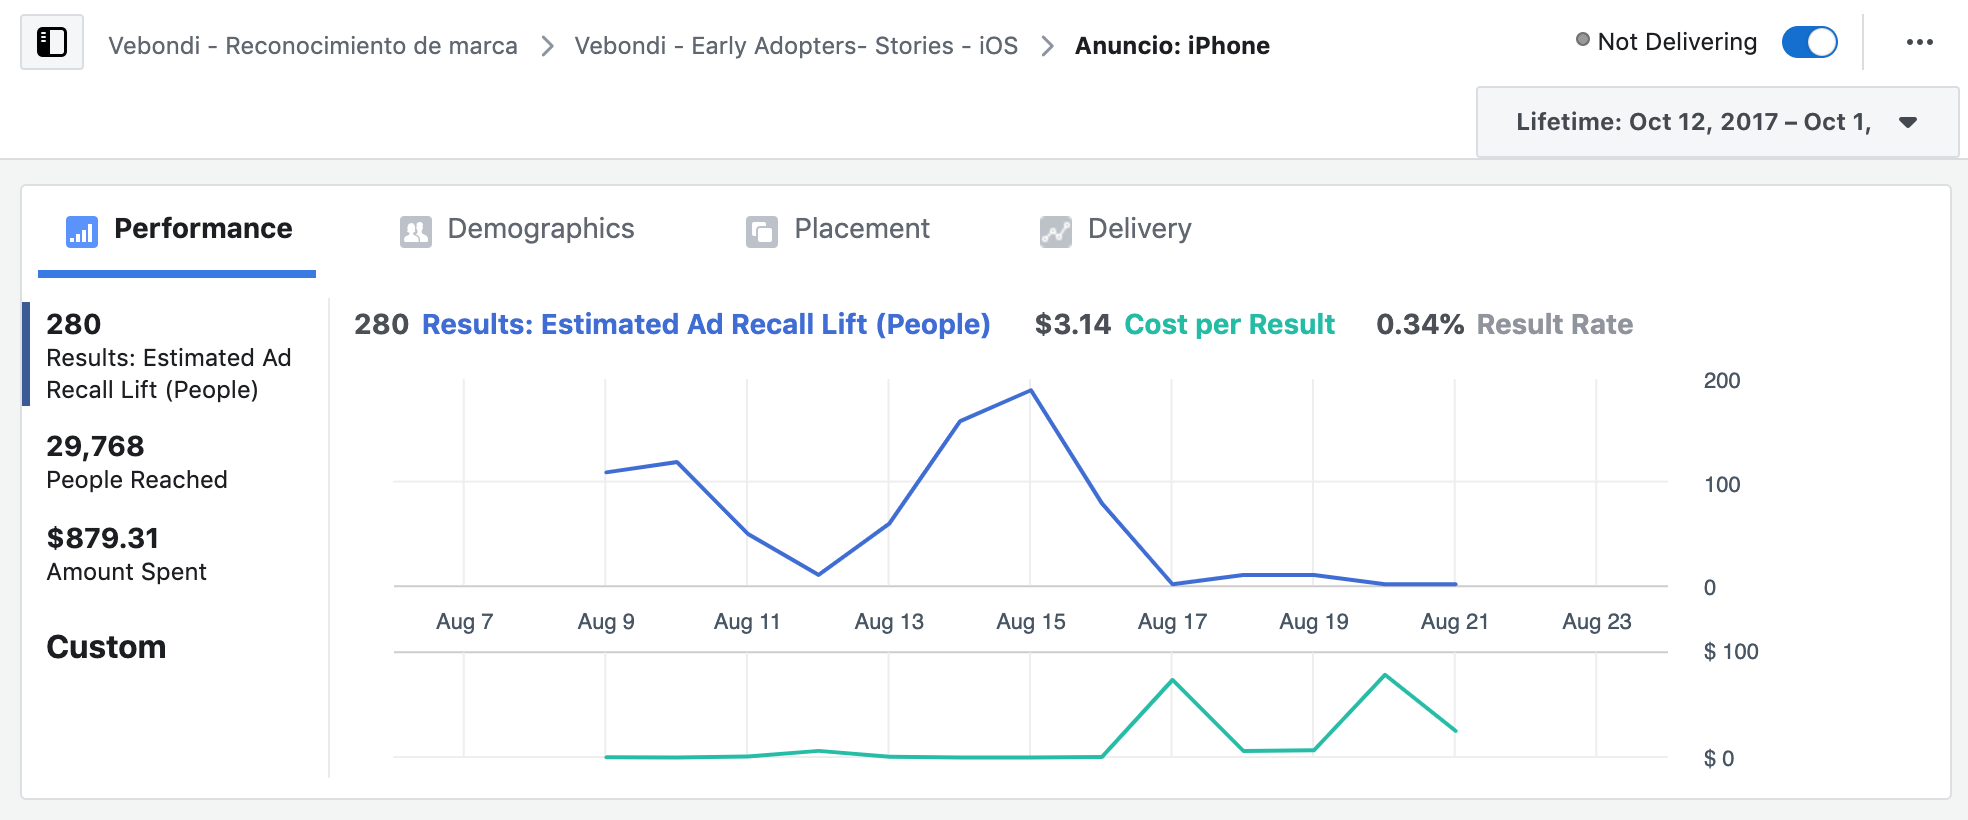 Vebondi - Reconocimiento de marca > Vebondi - Early Adopters- Stories - iOS > Anuncio: iPhone
Not Delivering
Lifetime: Oct 12, 2017 – Oct 1,
Performance
Demographics
Placement
Delivery
280
Results: Estimated Ad
Recall Lift (People)
29,768
People Reached
$879.31
Amount Spent
Custom
280 Results: Estimated Ad Recall Lift (People)
$3.14 Cost per Result
0.34% Result Rate
200
100
0
Aug 7
Aug 9
Aug 11
Aug 13
Aug 15
Aug 17
Aug 19
Aug 21
Aug 23
$ 100
$ 0